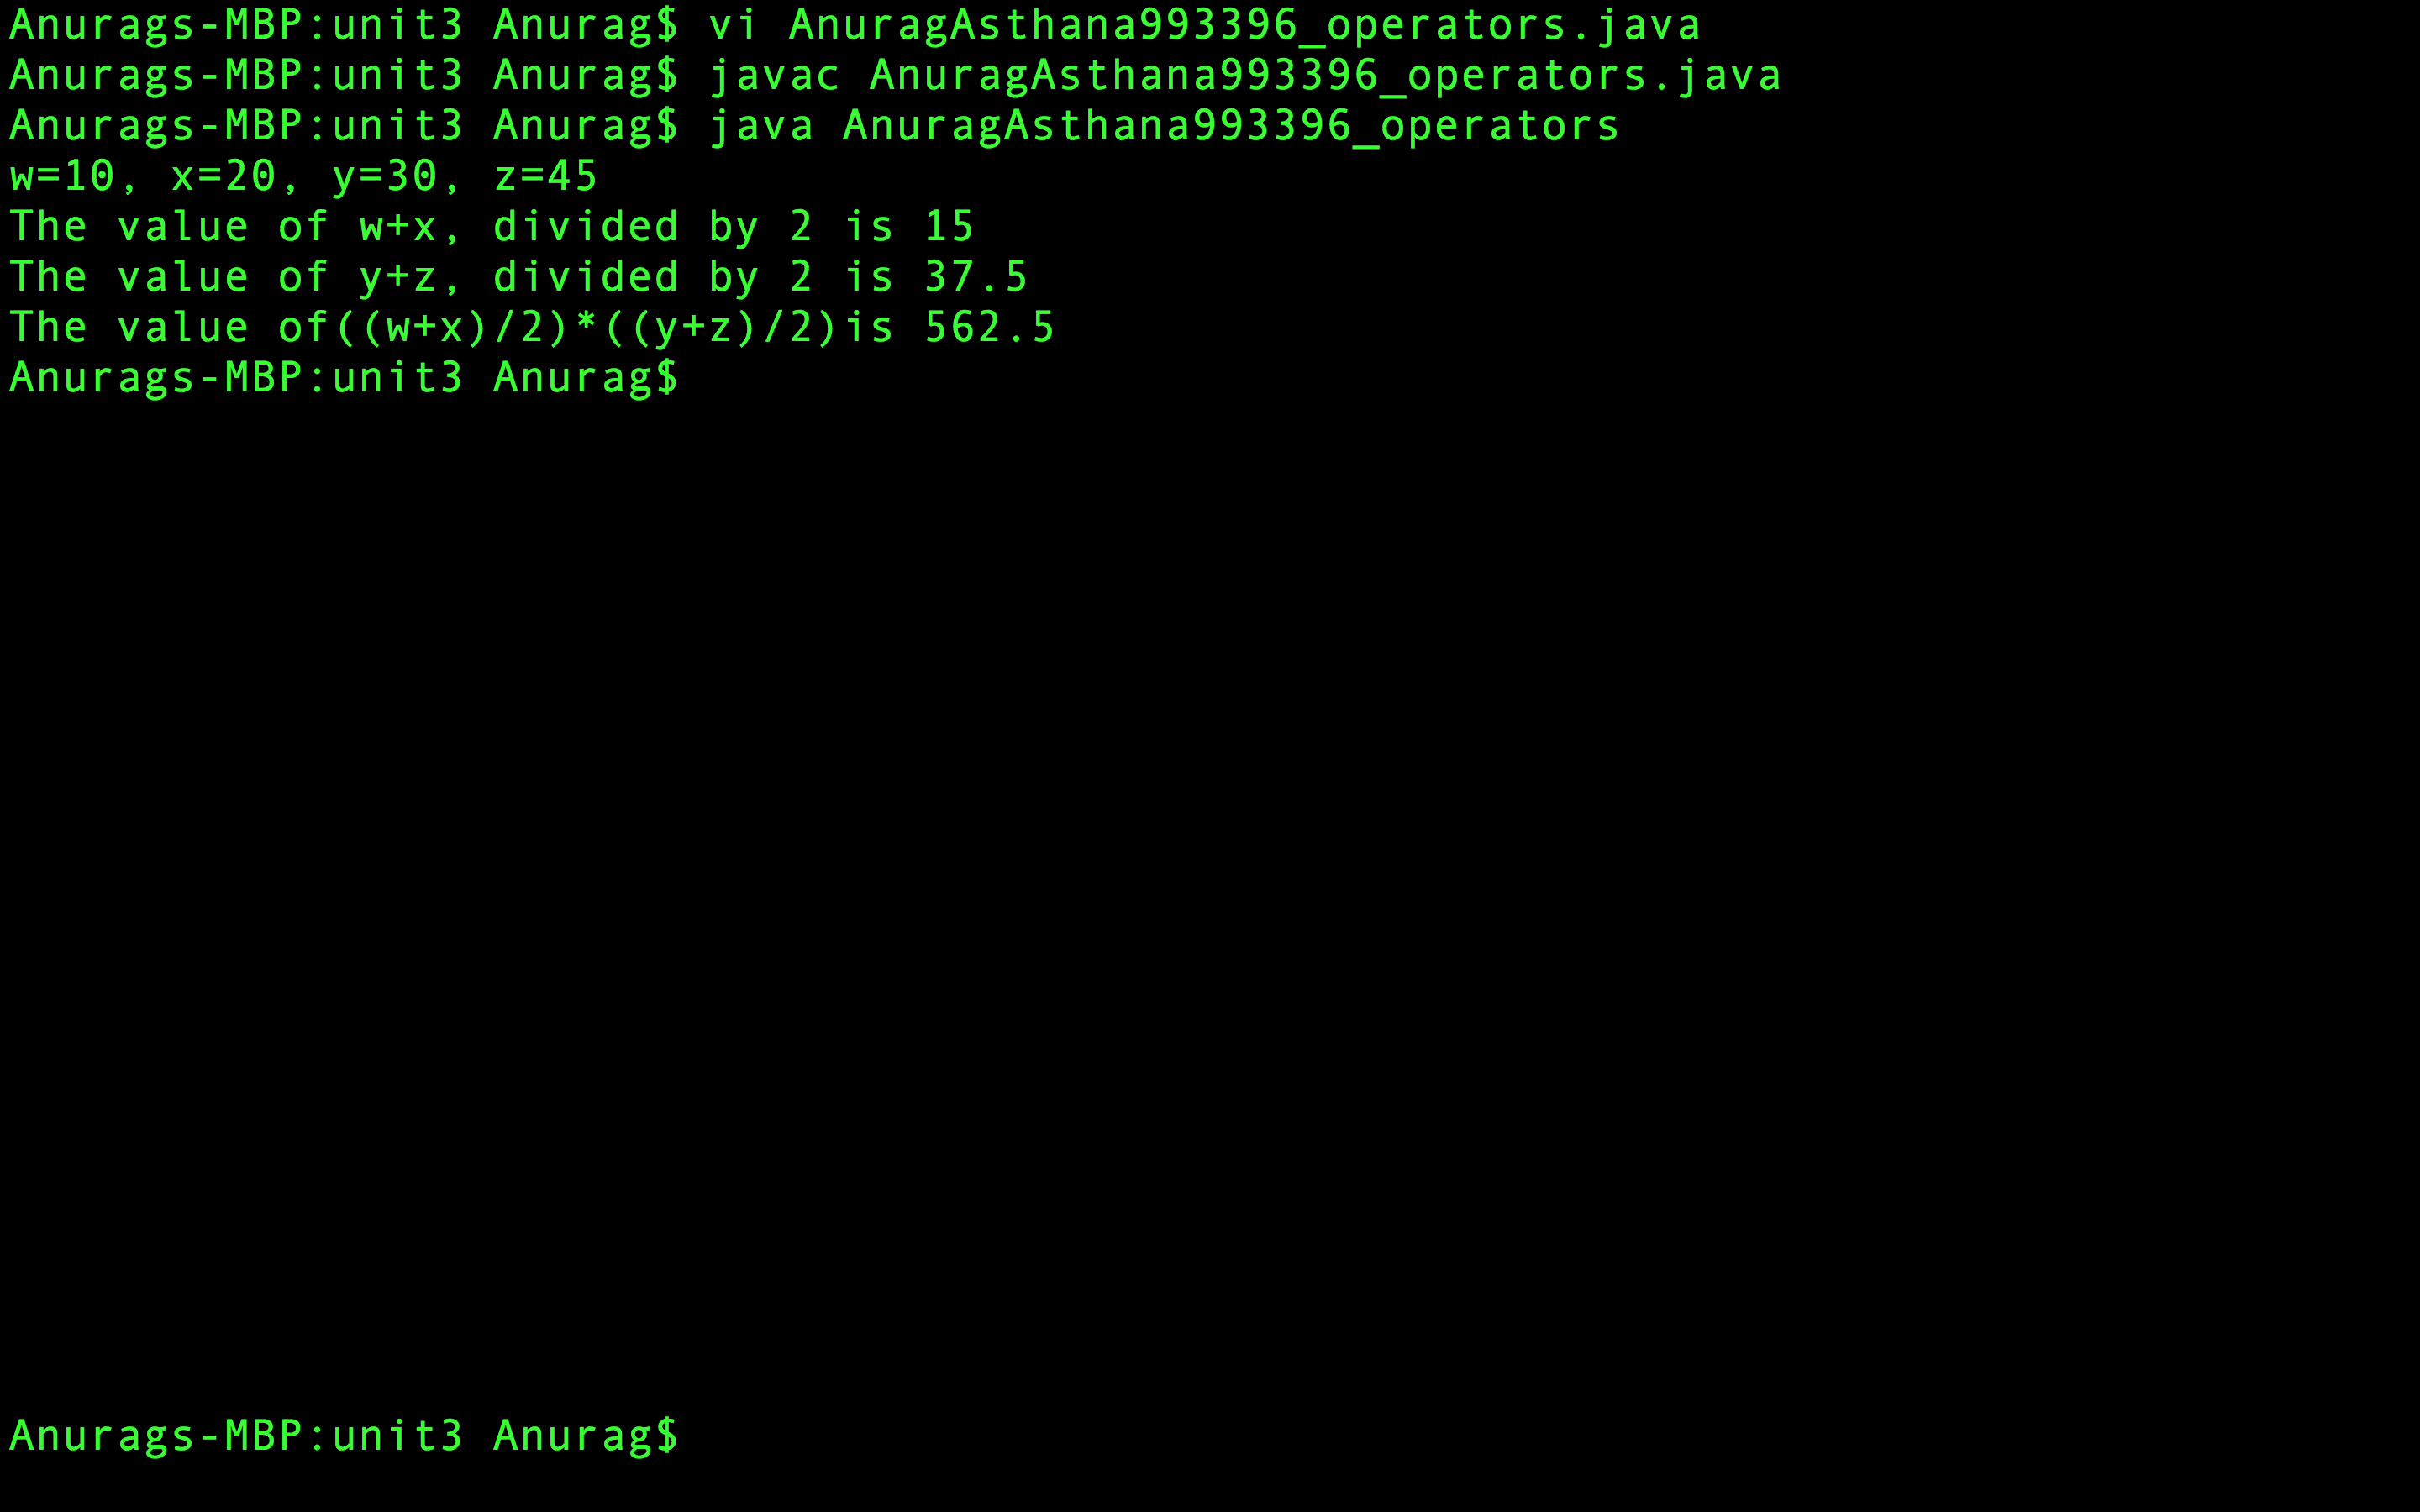 Anurags-MBP:unit3 Anurag$ vi AnuragAsthana993396_operators.java
Anurags-MBP:unit3 Anurag$ javac AnuragAsthana993396_operators.java
Anurags-MBP:unit3 Anurag$ java AnuragAsthana993396_operators
w=10, x=20, y=30, z=45
The value of w+x, divided by 2 is 15
The value of y+z, divided by 2 is 37.5
The value of((w+x)/2)*((y+z)/2)is 562.5
Anurags-MBP:unit3 Anurag$
Anurags-MBP:unit3 Anurag$